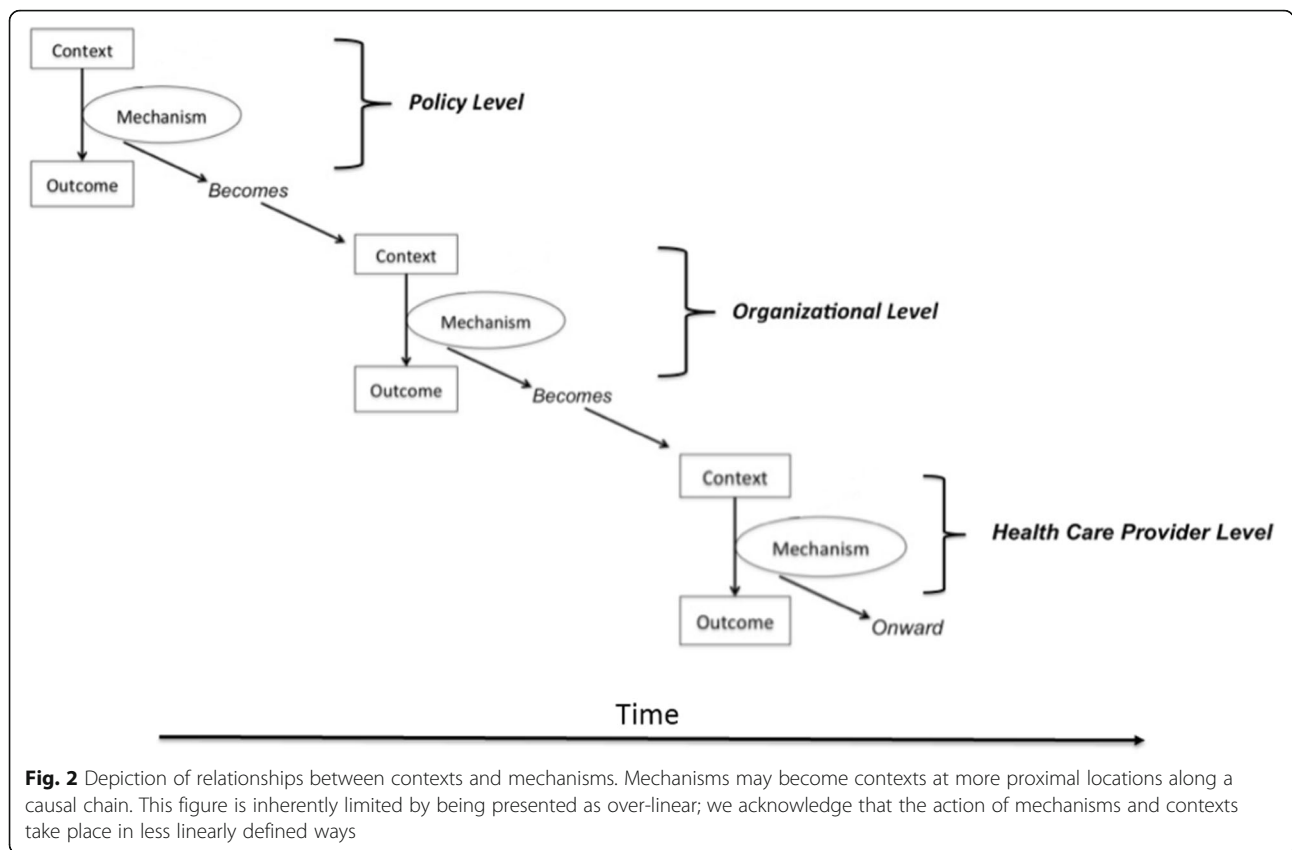 Context
Mechanism
Policy Level
Outcome
Becomes
Context
Mechanism
Organizational Level
Outcome
Becomes
Context
Mechanism
Health Care Provider Level
Outcome
Onward
Time
Fig. 2 Depiction of relationships between contexts and mechanisms. Mechanisms may become contexts at more proximal locations along a
causal chain. This figure is inherently limited by being presented as over-linear; we acknowledge that the action of mechanisms and contexts
take place in less linearly defined ways